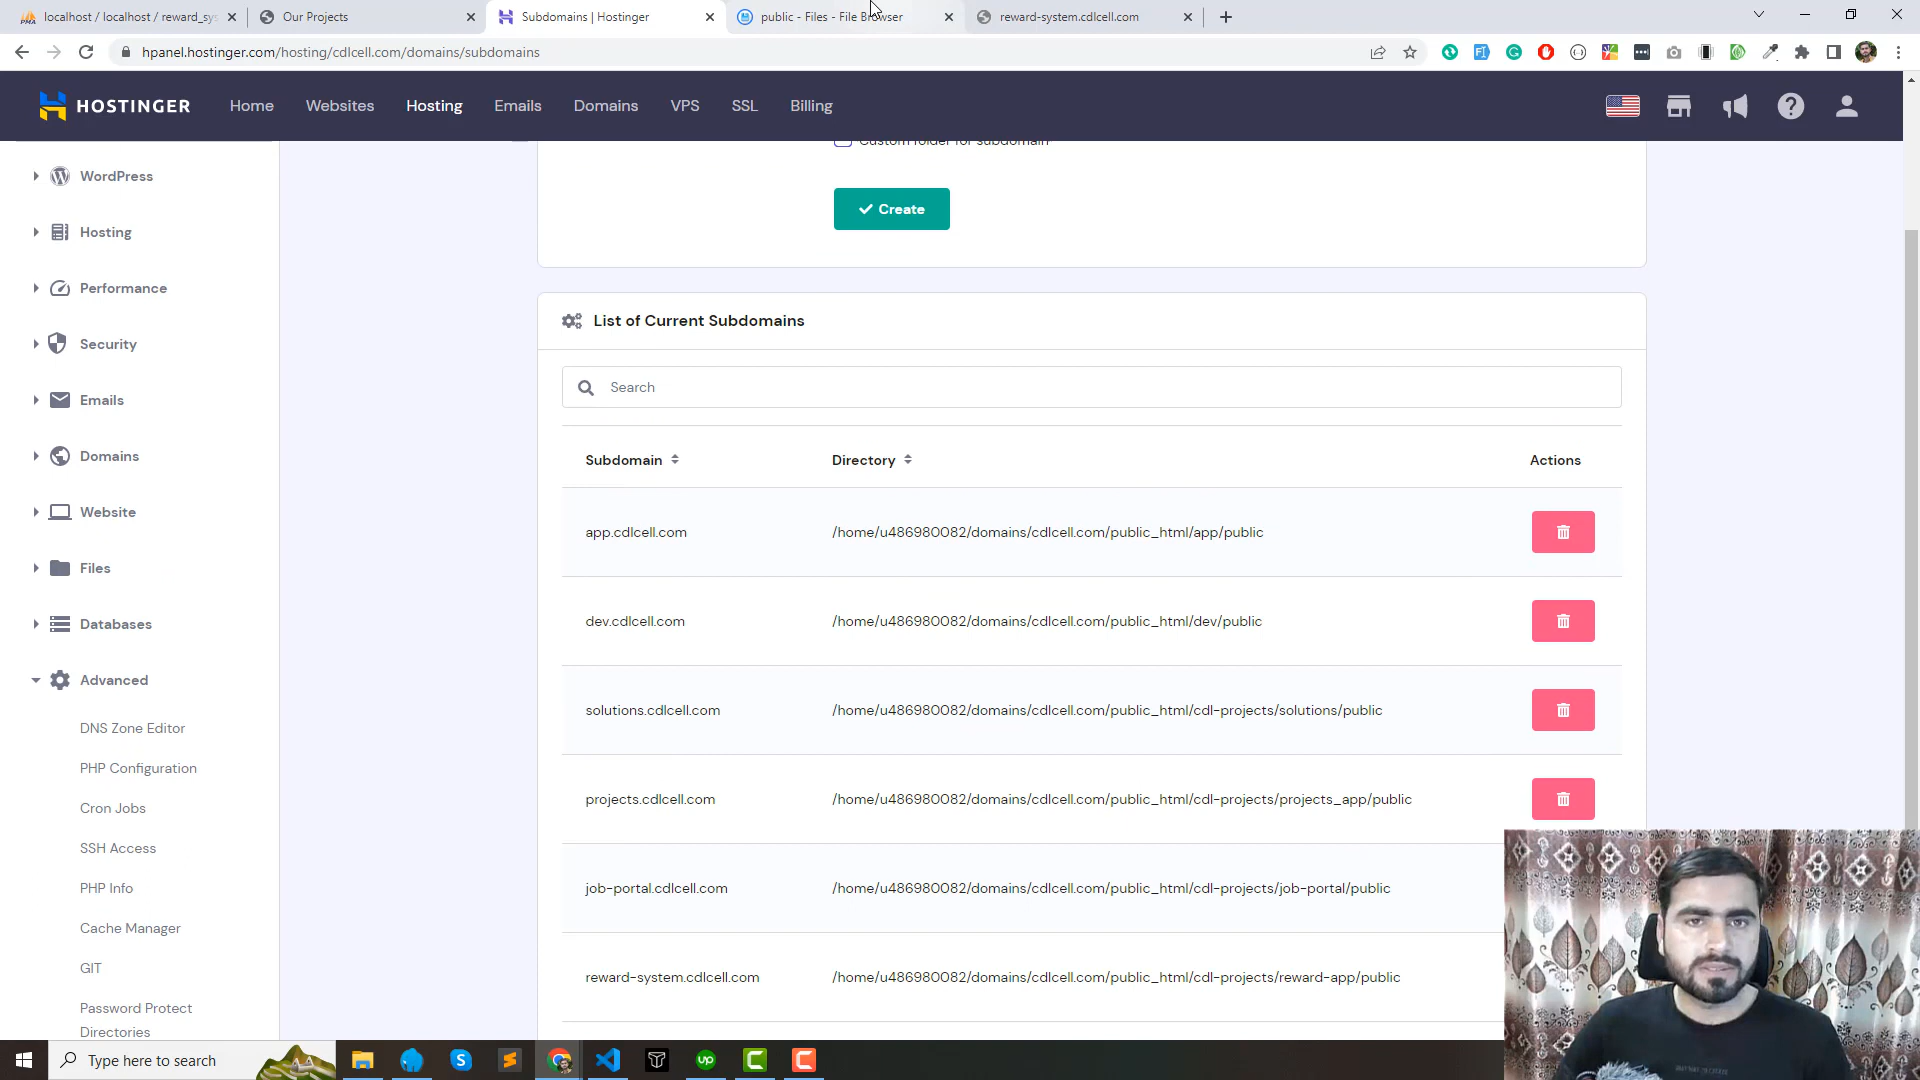 localhost / localhost / reward_sys
Our Projects
Subdomains | Hostinger
public - Files - File Browser
reward-system.cdlcell.com
hpanel.hostinger.com/hosting/cdlcell.com/domains/subdomains
HOSTINGER
Home
Websites
Hosting
Emails
Domains
VPS
SSL
Billing
Custom folder for subdomain
WordPress
Hosting
Performance
Security
Emails
Domains
Website
Files
Databases
Advanced
DNS Zone Editor
PHP Configuration
Cron Jobs
SSH Access
PHP Info
Cache Manager
GIT
Password Protect
Directories
Create
List of Current Subdomains
Search
Subdomain Directory Actions
app.cdlcell.com /home/u486980082/domains/cdlcell.com/public_html/app/public
dev.cdlcell.com /home/u486980082/domains/cdlcell.com/public_html/dev/public
solutions.cdlcell.com /home/u486980082/domains/cdlcell.com/public_html/cdl-projects/solutions/public
projects.cdlcell.com /home/u486980082/domains/cdlcell.com/public_html/cdl-projects/projects_app/public
job-portal.cdlcell.com /home/u486980082/domains/cdlcell.com/public_html/cdl-projects/job-portal/public
reward-system.cdlcell.com /home/u486980082/domains/cdlcell.com/public_html/cdl-projects/reward-app/public
Type here to search